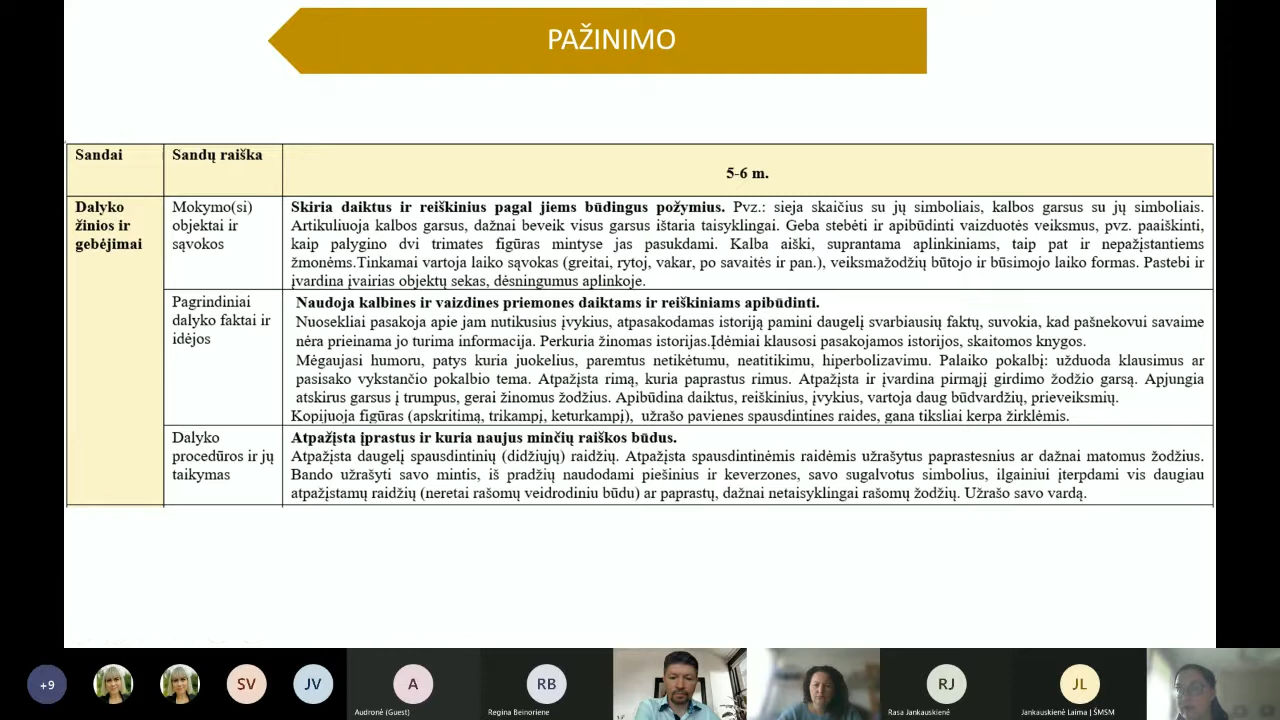 PAŽINIMO
Sandai
Sandų raiška
5-6 m.
Dalyko
žinios ir
gebėjimai
Mokymo(si)
objektai ir
sąvokos
Skiria daiktus ir reiškinius pagal jiems būdingus požymius. Pvz.: sieja skaičius su jų simboliais, kalbos garsus su jų simboliais.
Artikuliuoja kalbos garsus, dažnai beveik visus garsus ištaria taisyklingai. Geba stebėti ir apibūdinti vaizduotės veiksmus, pvz. paaiškinti,
kaip palygino dvi trimates figūras mintyse jas pasukdami. Kalba aiški, suprantama aplinkiniams, taip pat ir nepažįstantiems
žmonėms.Tinkamai vartoja laiko sąvokas (greitai, rytoj, vakar, po savaitės ir pan.), veiksmažodžių būtojo ir būsimojo laiko formas. Pastebi ir
įvardina įvairias objektų sekas, dėsningumus aplinkoje.
Pagrindiniai
dalyko faktai ir
idėjos
Naudoja kalbines ir vaizdines priemones daiktams ir reiškiniams apibūdinti.
Nuosekliai pasakoja apie jam nutikusius įvykius, atpasakodamas istoriją pamini daugelį svarbiausių faktų, suvokia, kad pašnekovui savaime
nėra prieinama jo turima informacija. Perkuria žinomas istorijas.Įdėmiai klausosi pasakojamos istorijos, skaitomos knygos.
Mėgaujasi humoru, patys kuria juokelius, paremtus netikėtumu, neatitikimu, hiperbolizavimu. Palaiko pokalbį: užduoda klausimus ar
pasisako vykstančio pokalbio tema. Atpažįsta rimą, kuria paprastus rimus. Atpažįsta ir įvardina pirmąjį girdimo žodžio garsą. Apjungia
atskirus garsus į trumpus, gerai žinomus žodžius. Apibūdina daiktus, reiškinius, įvykius, vartoja daug būdvardžių, prieveiksmių.
Kopijuoja figūras (apskritimą, trikampį, keturkampį), užrašo pavienes spausdintines raides, gana tiksliai kerpa žirklėmis.
Dalyko
procedūros ir jų
taikymas
Atpažįsta įprastus ir kuria naujus minčių raiškos būdus.
Atpažįsta daugelį spausdintinių (didžiųjų) raidžių. Atpažįsta spausdintinėmis raidėmis užrašytus paprastesnius ar dažnai matomus žodžius.
Bando užrašyti savo mintis, iš pradžių naudodami piešinius ir keverzones, savo sugalvotus simbolius, ilgainiui įterpdami vis daugiau
atpažįstamų raidžių (neretai rašomų veidrodiniu būdu) ar paprastų, dažnai netaisyklingai rašomų žodžių. Užrašo savo vardą.
+9
SV
JV
A
RB
RJ
JL
Audronė (Guest)
Regina Beinoriene
Rasa Jankauskienė
Jankauskienė Laima | ŠMSM